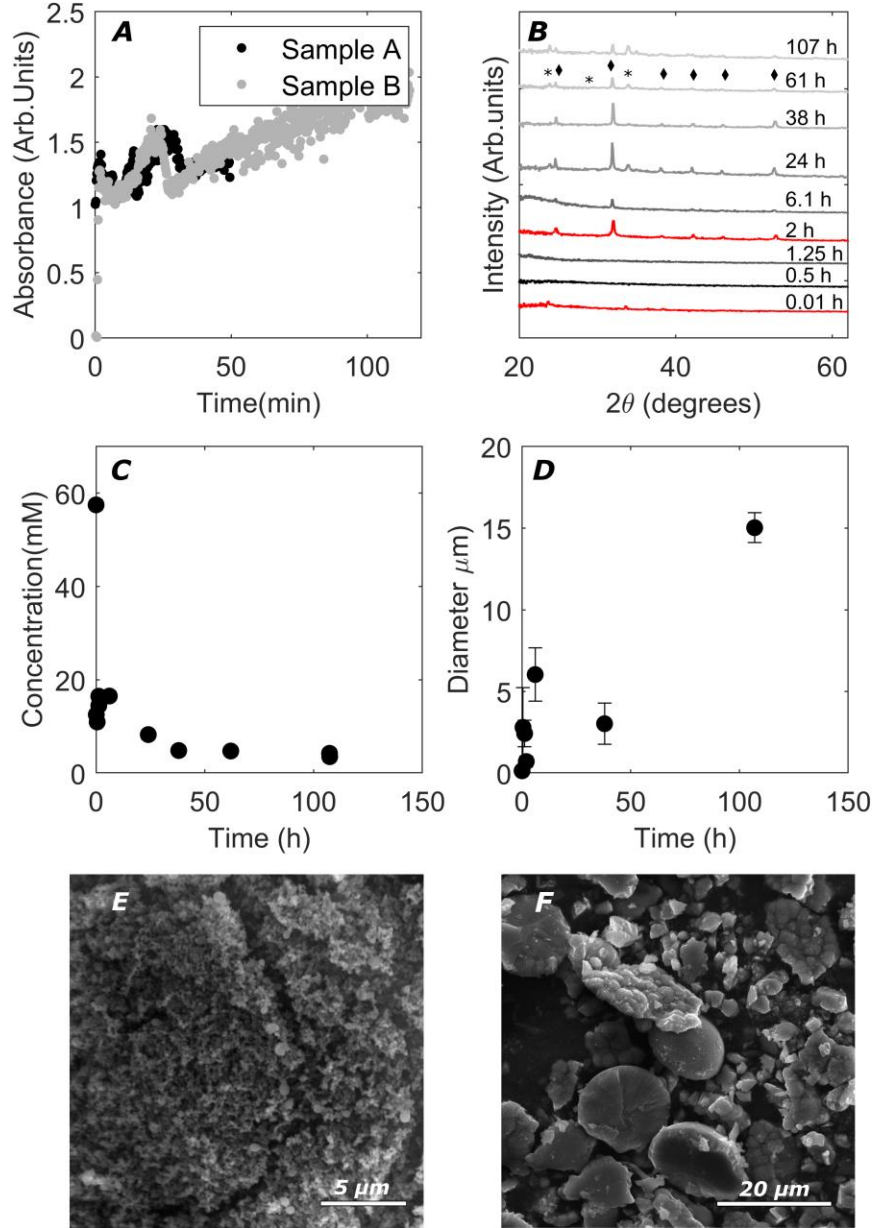 A
Sample A
Sample B
2.5
2
1.5
1
0.5
0
Absorbance (Arb.Units)
0 50 100
Time(min)
B
107 h
* ♦ ♦ * * ♦ ♦ ♦ ♦
61 h
38 h
24 h
6.1 h
2 h
1.25 h
0.5 h
0.01 h
Intensity (Arb.units)
20 40 60
2θ (degrees)
C
60
40
20
0
Concentration(mM)
0 50 100 150
Time (h)
D
20
15
10
5
0
Diameter μm
0 50 100 150
Time (h)
E
5 μm
F
20 μm